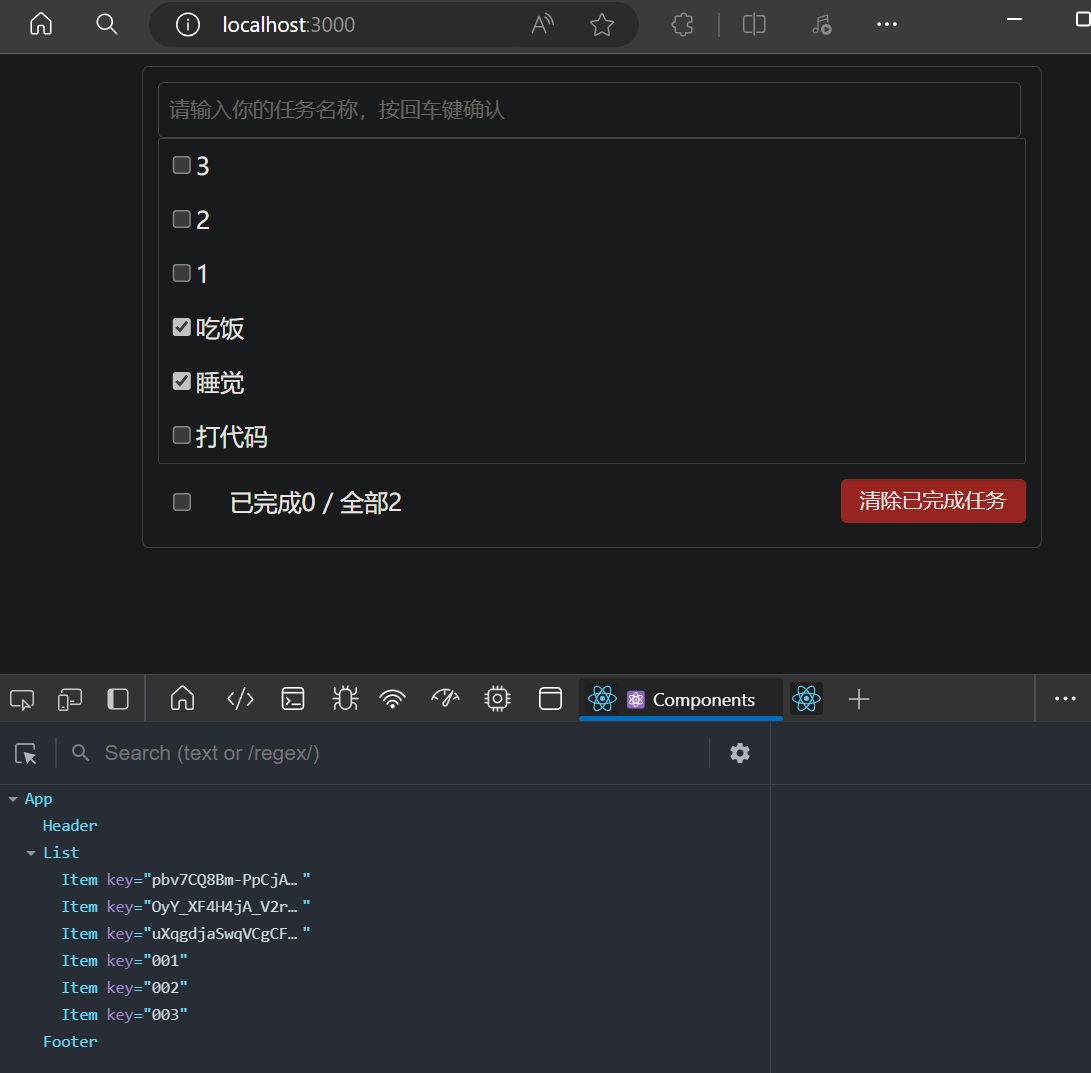 localhost:3000
请输入你的任务名称，按回车键确认
3
2
1
吃饭
睡觉
打代码
已完成0 / 全部2
清除已完成任务
Components
Search (text or /regex/)
App
Header
List
Item key="pbv7CQ8Bm-PpCjA…"
Item key="OyY_XF4H4jA_V2r…"
Item key="uXqgdjaSwqVCgCF…"
Item key="001"
Item key="002"
Item key="003"
Footer